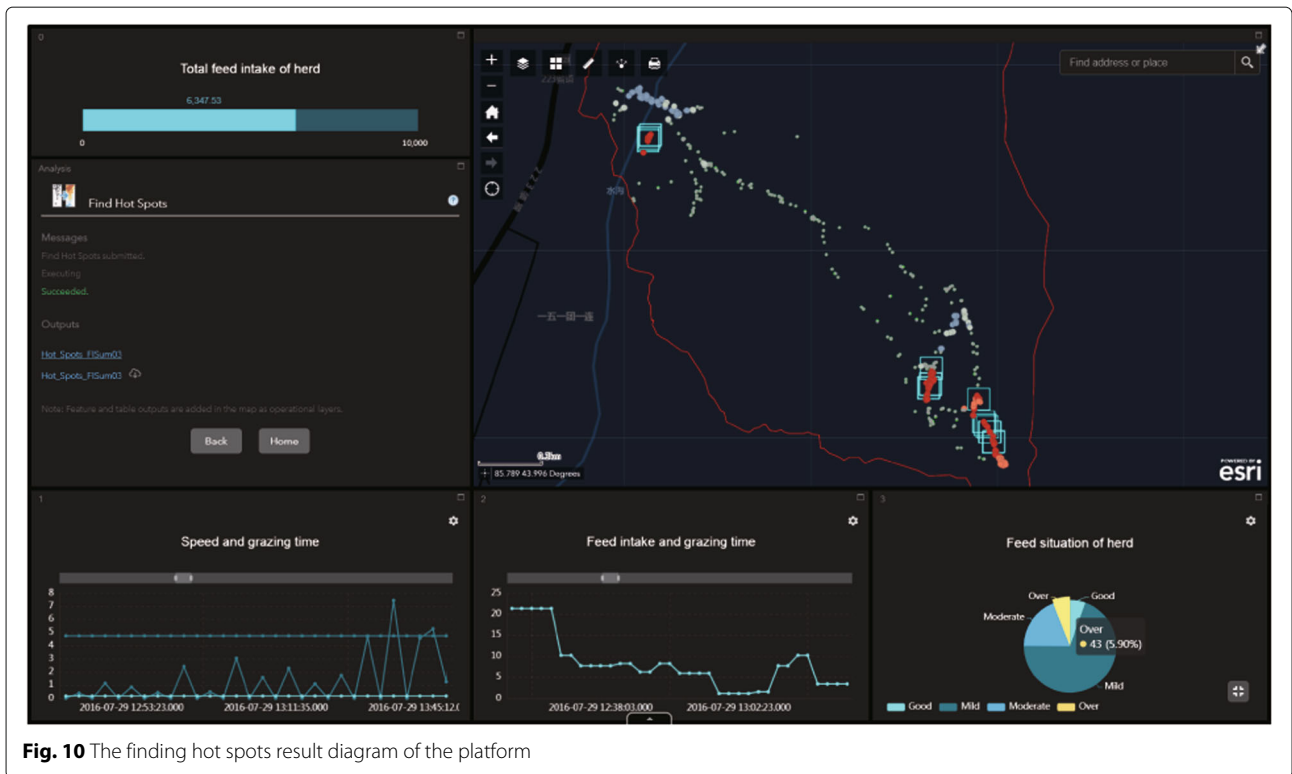 0
Total feed intake of herd
6,347.53
0
10,000
Analysis
Find Hot Spots
?
Messages
Find Hot Spots submitted.
Executing
Succeeded.
Outputs
Hot_Spots_FISum03
Hot_Spots_FISum03
Note: Feature and table outputs are added in the map as operational layers.
Back
Home
Find address or place
水沟
一五一团一连
0.3km
85.789 43.996 Degrees
POWERED BY
esri
1
Speed and grazing time
8
7
6
5
4
3
2
1
0
2016-07-29 12:53:23.000
2016-07-29 13:11:35.000
2016-07-29 13:45:12.0
2
Feed intake and grazing time
25
20
15
10
5
0
2016-07-29 12:38:03.000
2016-07-29 13:02:23.000
3
Feed situation of herd
Over
Good
Moderate
Over
43 (5.90%)
Mild
Good
Mild
Moderate
Over
Fig. 10 The finding hot spots result diagram of the platform